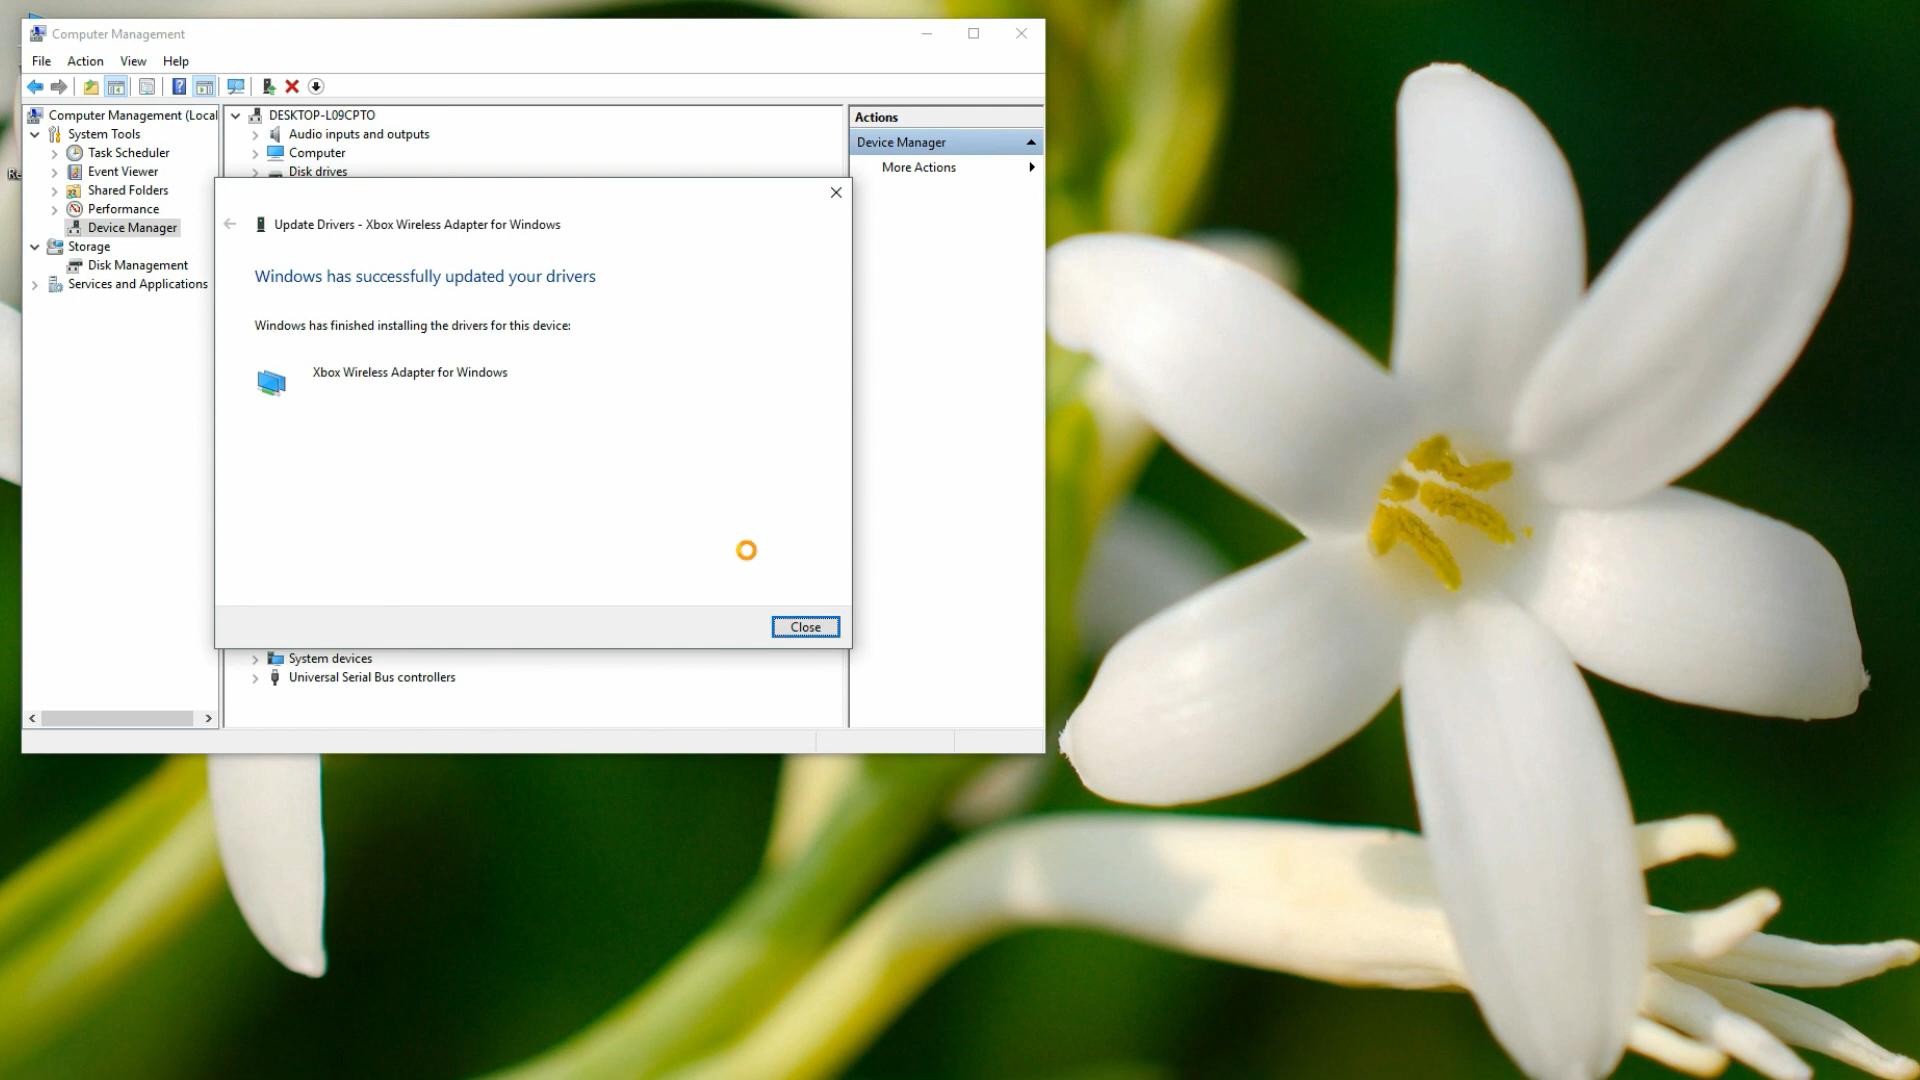 Computer Management
File Action View Help
Computer Management (Local
System Tools
Task Scheduler
Event Viewer
Shared Folders
Performance
Device Manager
Storage
Disk Management
Services and Applications
DESKTOP-L09CPTO
Audio inputs and outputs
Computer
Disk drives
Update Drivers - Xbox Wireless Adapter for Windows
Windows has successfully updated your drivers
Windows has finished installing the drivers for this device:
Xbox Wireless Adapter for Windows
Close
System devices
Universal Serial Bus controllers
Actions
Device Manager
More Actions
Re